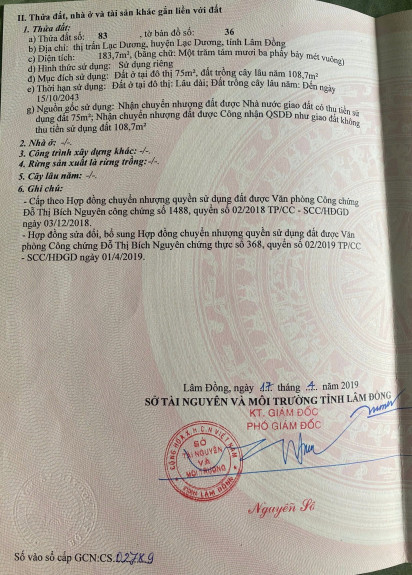 II. Thửa đất, nhà ở và tài sản khác gắn liền với đất
1. Thửa đất:
a) Thửa đất số: 83 , tờ bản đồ số: 36
b) Địa chỉ: thị trấn Lạc Dương, huyện Lạc Dương, tỉnh Lâm Đồng
c) Diện tích: 183,7m², (bằng chữ: Một trăm tám mươi ba phẩy bảy mét vuông)
d) Hình thức sử dụng: Sử dụng riêng
đ) Mục đích sử dụng: Đất ở tại đô thị 75m², đất trồng cây lâu năm 108,7m²
e) Thời hạn sử dụng: Đất ở tại đô thị: Lâu dài; Đất trồng cây lâu năm: Đến ngày
15/10/2043
g) Nguồn gốc sử dụng: Nhận chuyển nhượng đất được Nhà nước giao đất có thu tiền sử
dụng đất 75m²; Nhận chuyển nhượng đất được Công nhận QSDĐ như giao đất không
thu tiền sử dụng đất 108,7m²
2. Nhà ở: -/-.
3. Công trình xây dựng khác: -/-.
4. Rừng sản xuất là rừng trồng:-/-.
5. Cây lâu năm: -/-.
6. Ghi chú:
- Cấp theo Hợp đồng chuyển nhượng quyền sử dụng đất được Văn phòng Công chứng
Đỗ Thị Bích Nguyên công chứng số 1488, quyển số 02/2018 TP/CC - SCC/HĐGD
ngày 03/12/2018.
- Hợp đồng sửa đổi, bổ sung Hợp đồng chuyển nhượng quyền sử dụng đất được Văn
phòng Công chứng Đỗ Thị Bích Nguyên chứng thực số 368, quyển số 02/2019 TP/CC
- SCC/HĐGD ngày 01/4/2019.
Lâm Đồng, ngày 17 tháng 4 năm 2019
SỞ TÀI NGUYÊN VÀ MÔI TRƯỜNG TỈNH LÂM ĐỒNG
KT. GIÁM ĐỐC
PHÓ GIÁM ĐỐC
CỘNG HÒA X.H.C.N VIỆT NAM
SỞ
TÀI NGUYÊN
VÀ
MÔI TRƯỜNG
TỈNH LÂM ĐỒNG
Nguyễn
Số vào sổ cấp GCN:CS.